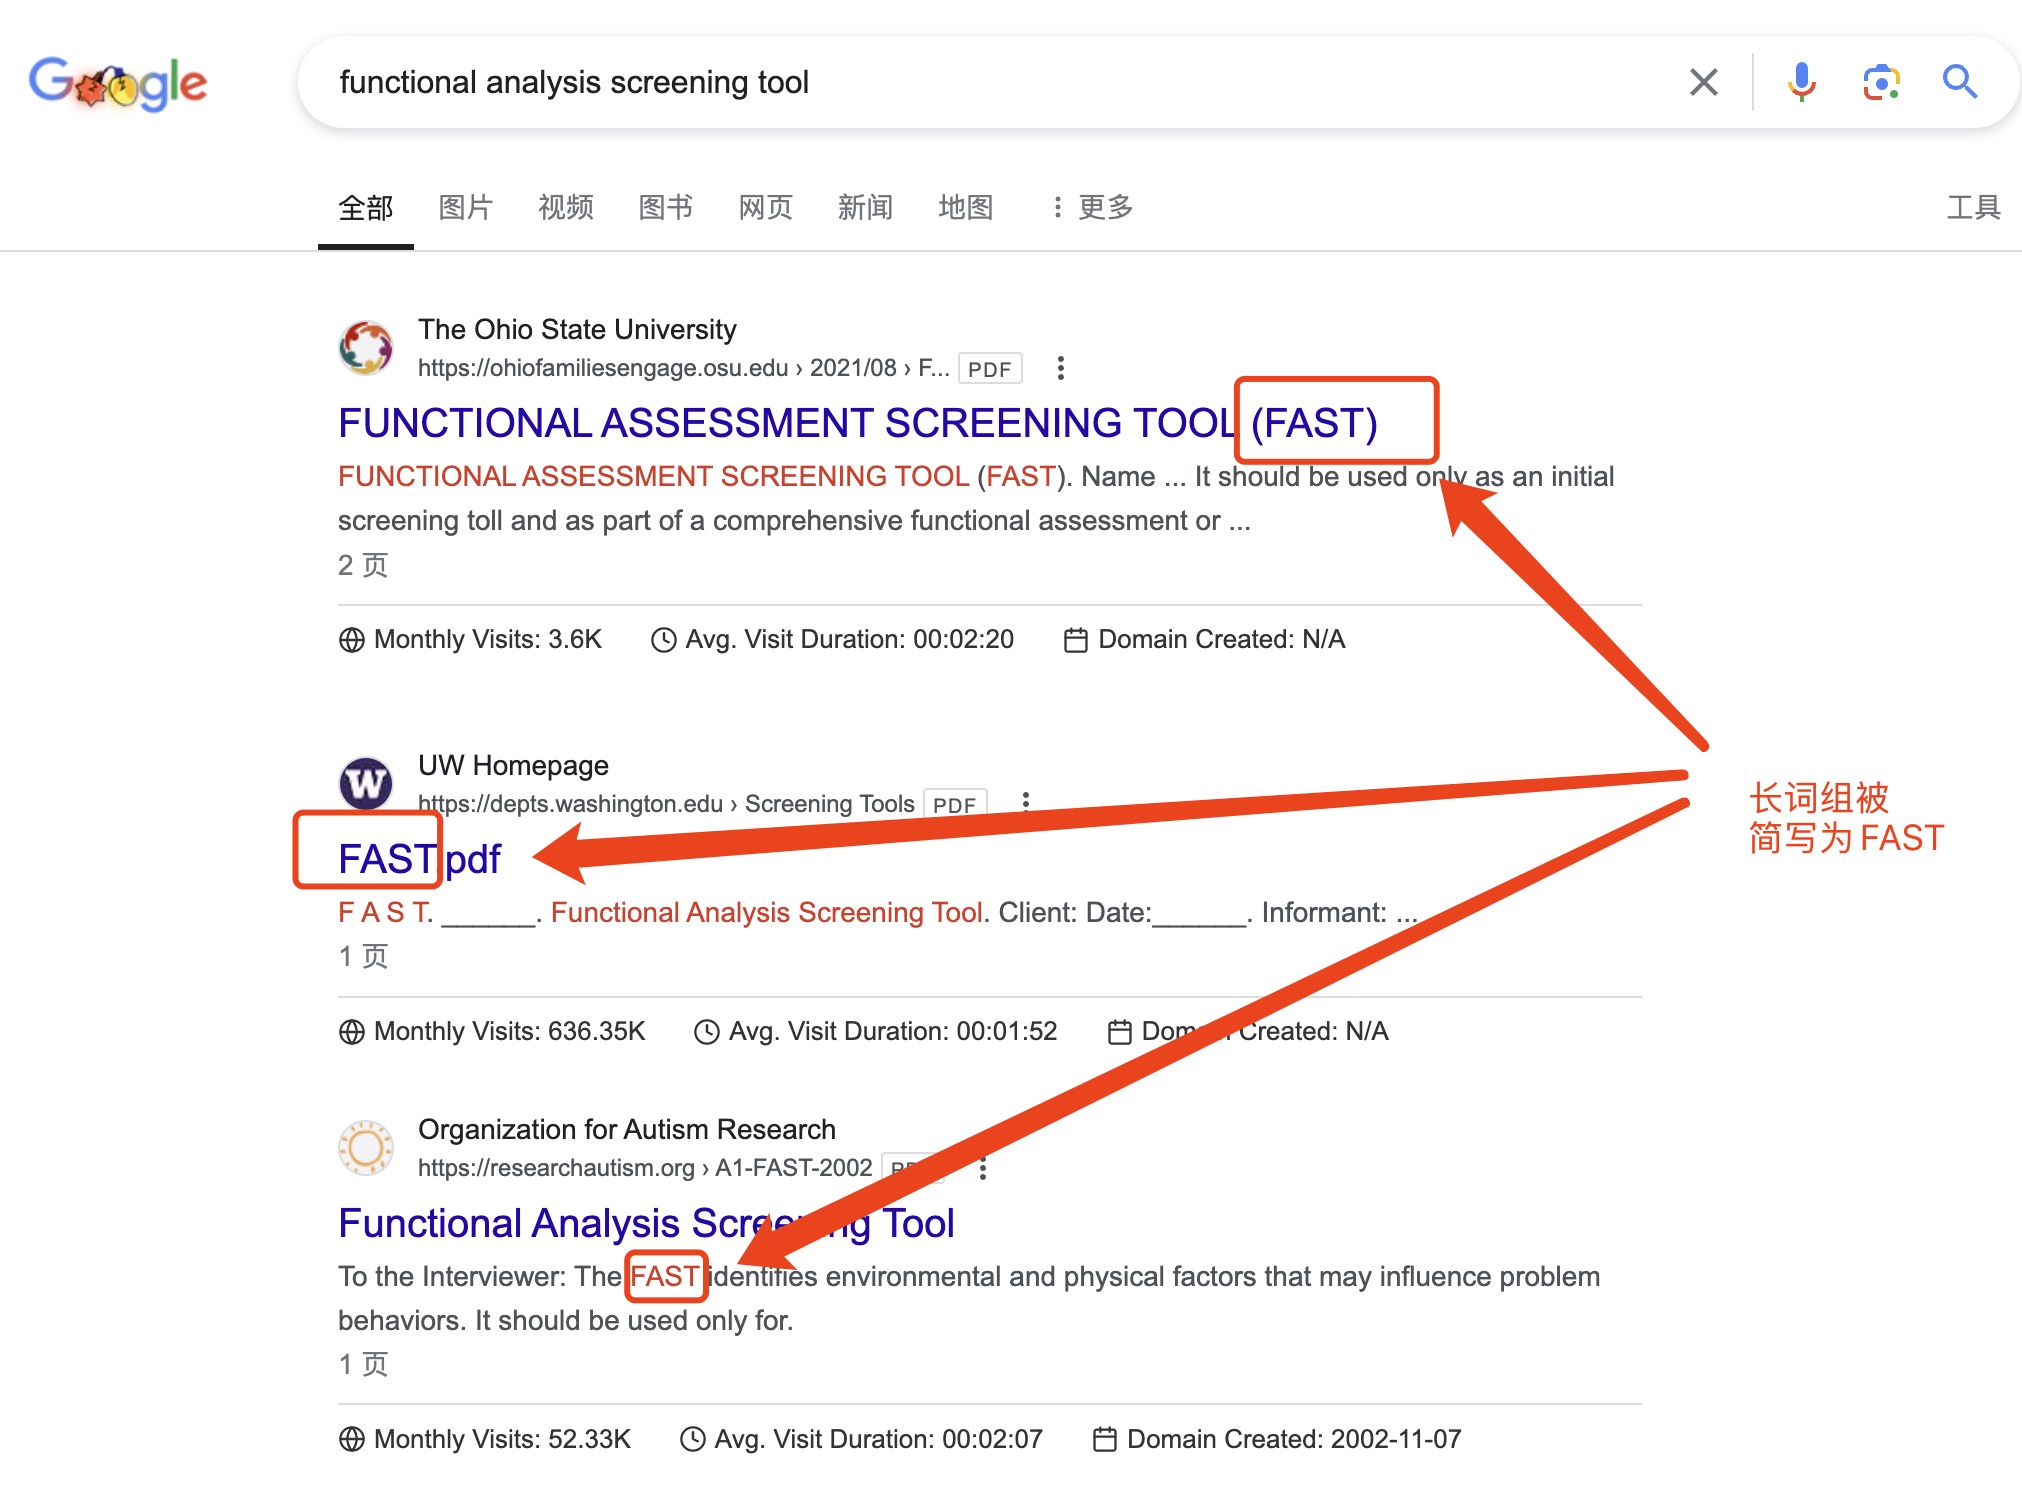 Google
functional analysis screening tool
全部 图片 视频 图书 网页 新闻 地图 更多 工具
The Ohio State University
https://ohiofamiliesengage.osu.edu › 2021/08 › F... PDF
FUNCTIONAL ASSESSMENT SCREENING TOOL (FAST)
FUNCTIONAL ASSESSMENT SCREENING TOOL (FAST). Name ... It should be used only as an initial
screening toll and as part of a comprehensive functional assessment or ...
2 页
Monthly Visits: 3.6K Avg. Visit Duration: 00:02:20 Domain Created: N/A
UW Homepage
https://depts.washington.edu › Screening Tools PDF
FAST.pdf
F A S T. ______. Functional Analysis Screening Tool. Client: Date:______. Informant: ...
1 页
Monthly Visits: 636.35K Avg. Visit Duration: 00:01:52 Domain Created: N/A
长词组被
简写为 FAST
Organization for Autism Research
https://researchautism.org › A1-FAST-2002 PDF
Functional Analysis Screening Tool
To the Interviewer: The FAST identifies environmental and physical factors that may influence problem
behaviors. It should be used only for.
1 页
Monthly Visits: 52.33K Avg. Visit Duration: 00:02:07 Domain Created: 2002-11-07